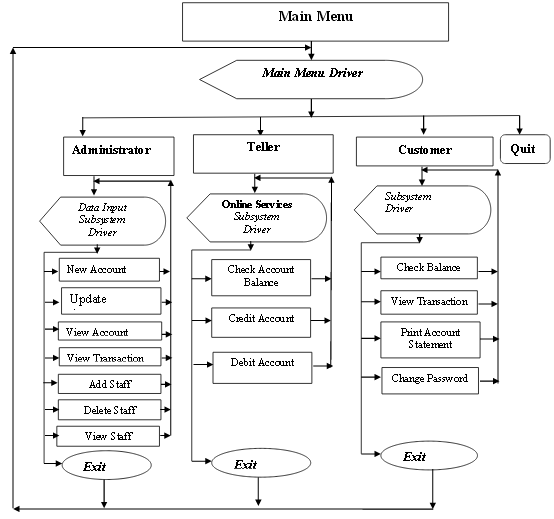 Main Menu
Main Menu Driver
Administrator
Teller
Customer
Quit
Data Input
Subsystem
Driver
Online Services
Subsystem
Driver
Subsystem
Driver
New Account
Update
View Account
View Transaction
Add Staff
Delete Staff
View Staff
Exit
Check Account
Balance
Credit Account
Debit Account
Exit
Check Balance
View Transaction
Print Account
Statement
Change Password
Exit